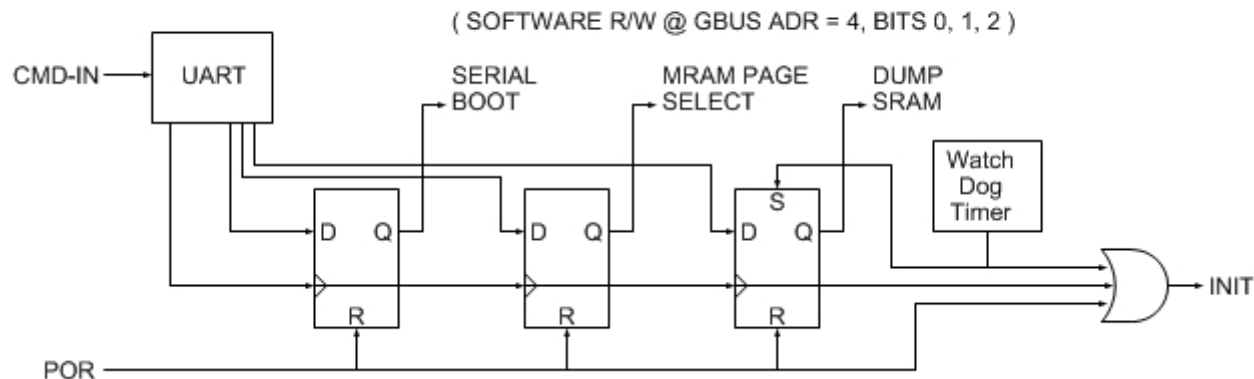 ( SOFTWARE R/W @ GBUS ADR = 4, BITS 0, 1, 2 )
CMD-IN
UART
SERIAL
BOOT
MRAM PAGE
SELECT
DUMP
SRAM
Watch
Dog
Timer
S
D Q
D Q
D Q
R
R
R
INIT
POR